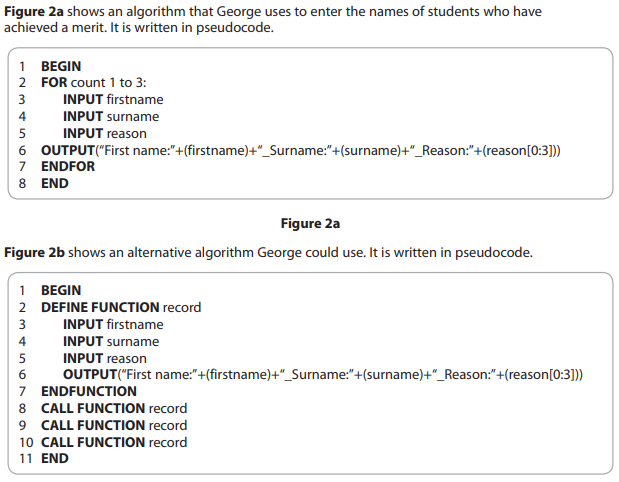 Figure 2a shows an algorithm that George uses to enter the names of students who have
achieved a merit. It is written in pseudocode.
1 BEGIN
2 FOR count 1 to 3:
3 INPUT firstname
4 INPUT surname
5 INPUT reason
6 OUTPUT(“First name:”+(firstname)+“_Surname:”+(surname)+“_Reason:”+(reason[0:3]))
7 ENDFOR
8 END
Figure 2a
Figure 2b shows an alternative algorithm George could use. It is written in pseudocode.
1 BEGIN
2 DEFINE FUNCTION record
3 INPUT firstname
4 INPUT surname
5 INPUT reason
6 OUTPUT(“First name:”+(firstname)+“_Surname:”+(surname)+“_Reason:”+(reason[0:3]))
7 ENDFUNCTION
8 CALL FUNCTION record
9 CALL FUNCTION record
10 CALL FUNCTION record
11 END